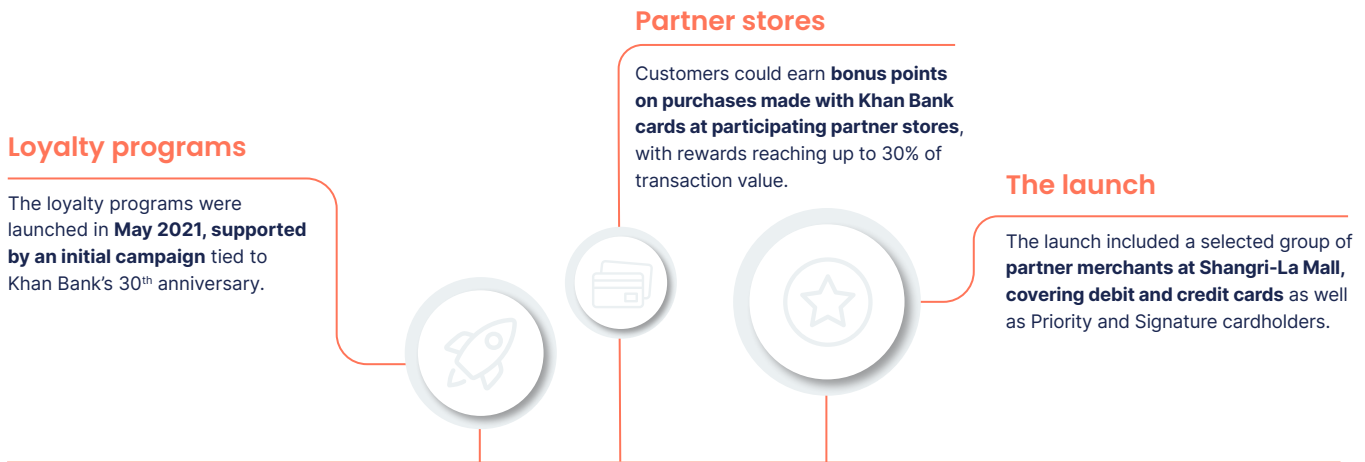 Loyalty programs
The loyalty programs were
launched in May 2021, supported
by an initial campaign tied to
Khan Bank's 30th anniversary.
Partner stores
Customers could earn bonus points
on purchases made with Khan Bank
cards at participating partner stores,
with rewards reaching up to 30% of
transaction value.
The launch
The launch included a selected group of
partner merchants at Shangri-La Mall,
covering debit and credit cards as well
as Priority and Signature cardholders.